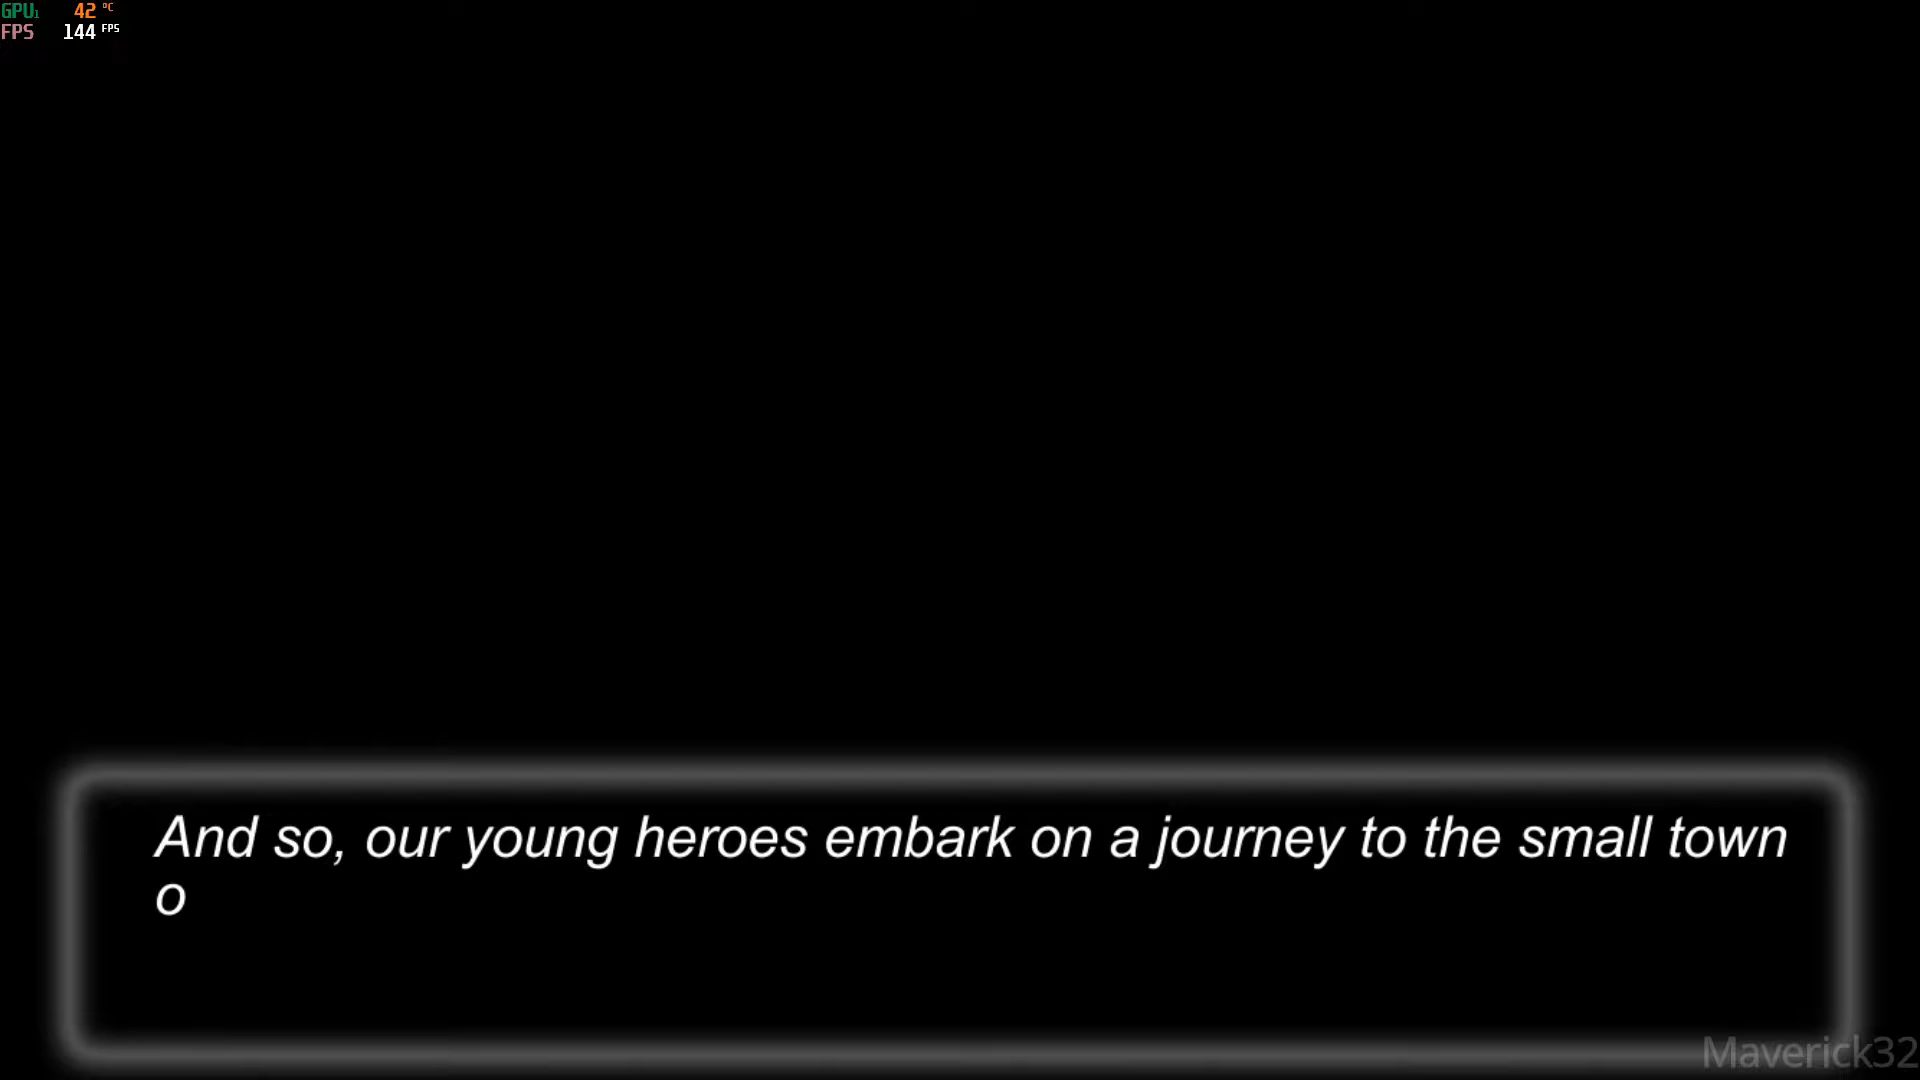 GPU1 42 °C
FPS 144 FPS
And so, our young heroes embark on a journey to the small town
o
Maverick32